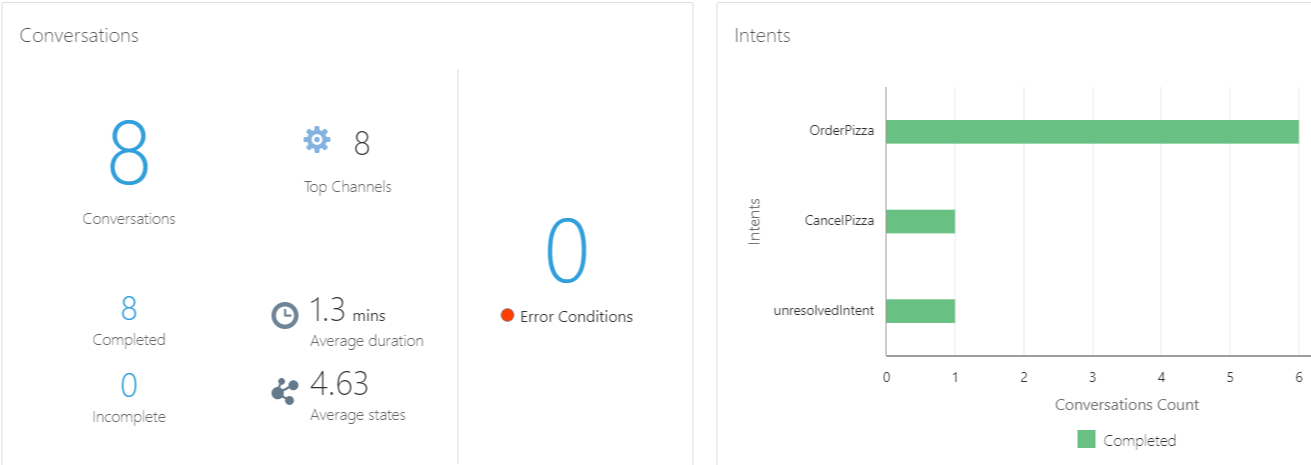 Conversations
8
Conversations
8
Top Channels
8
Completed
1.3 mins
Average duration
0
Incomplete
4.63
Average states
0
Error Conditions
Intents
Intents
OrderPizza
CancelPizza
unresolvedIntent
0 1 2 3 4 5 6
Conversations Count
Completed